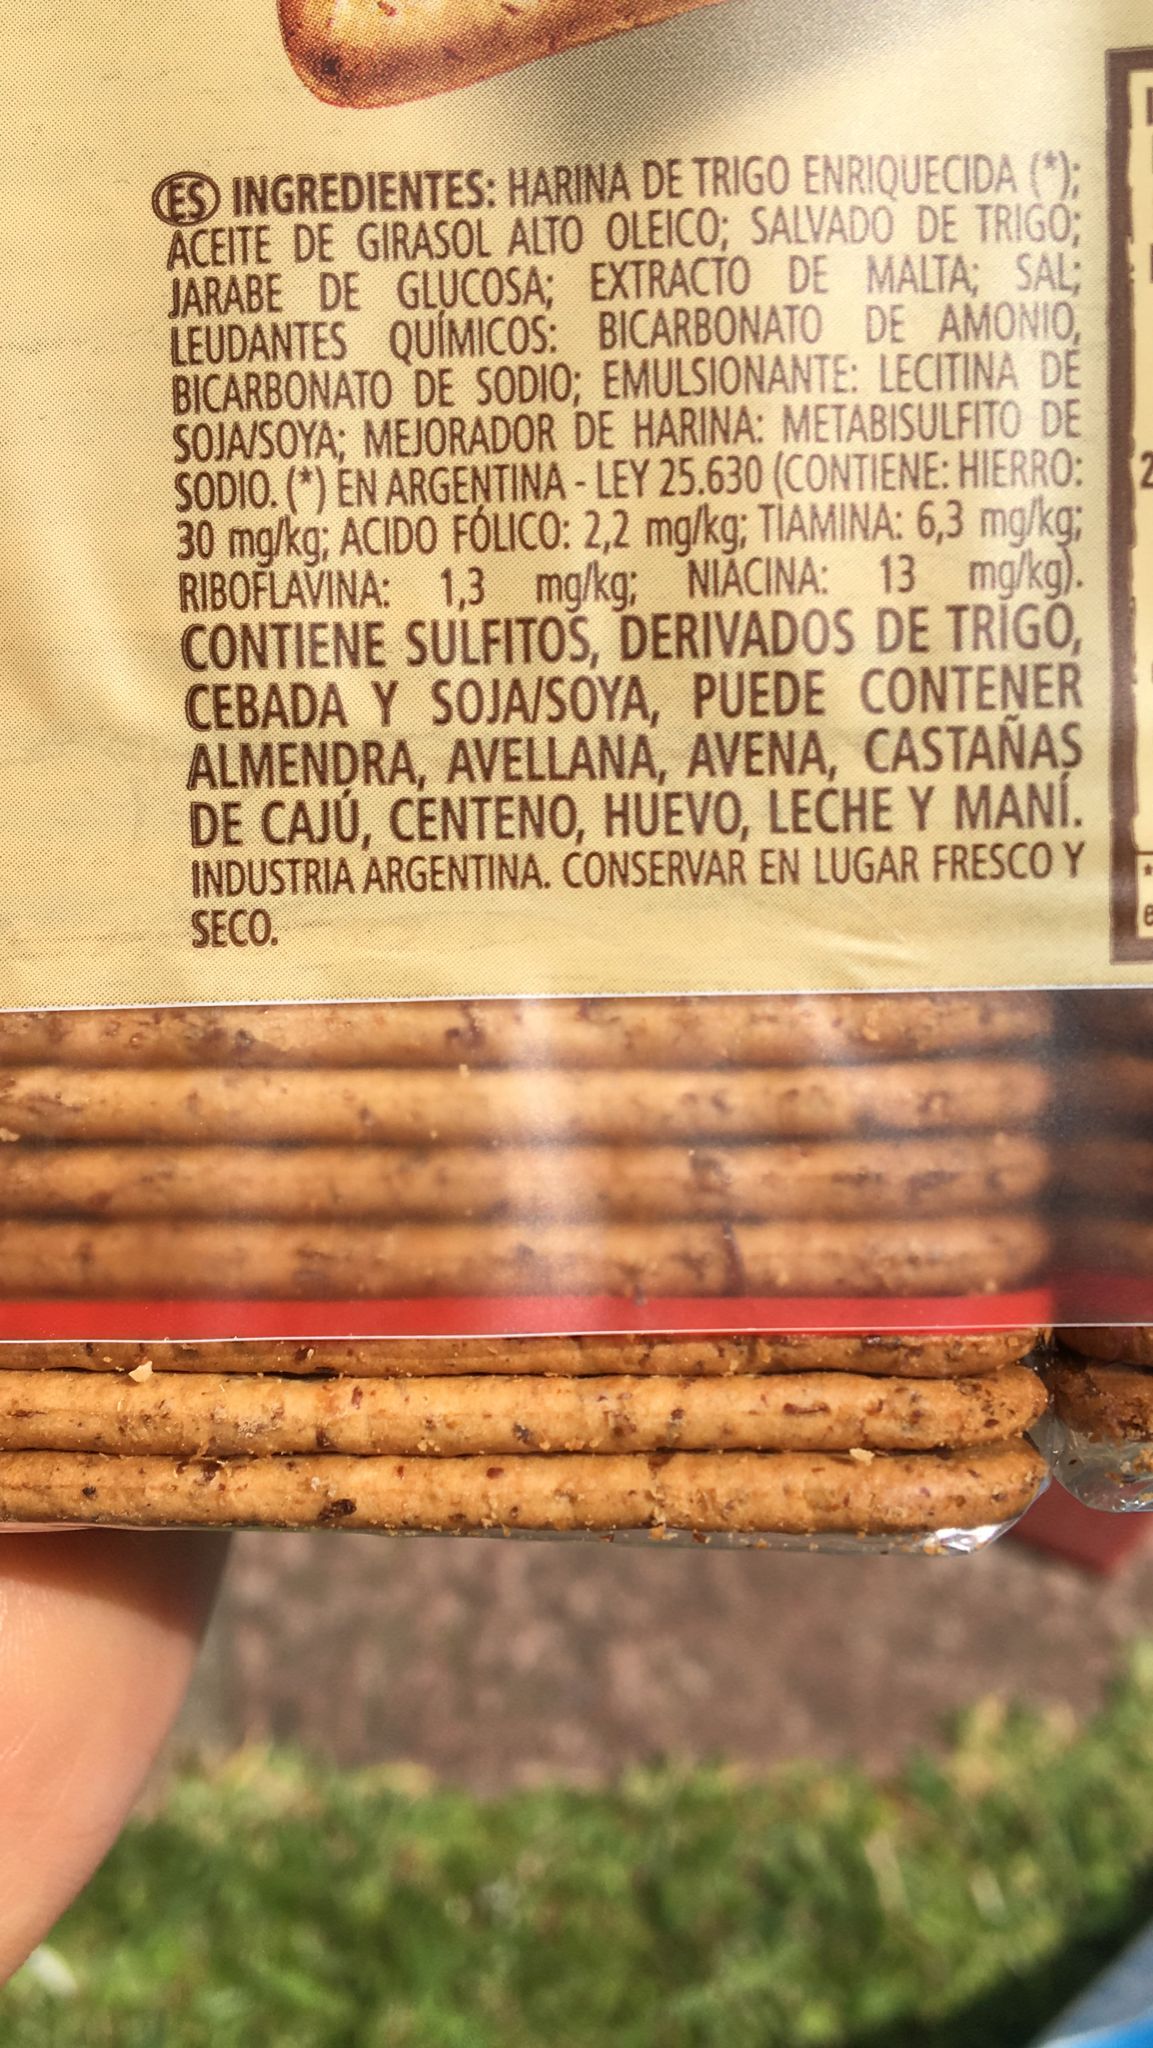 ES INGREDIENTES: HARINA DE TRIGO ENRIQUECIDA (*);
ACEITE DE GIRASOL ALTO OLEICO; SALVADO DE TRIGO;
JARABE DE GLUCOSA; EXTRACTO DE MALTA; SAL;
LEUDANTES QUÍMICOS: BICARBONATO DE AMONIO,
BICARBONATO DE SODIO; EMULSIONANTE: LECITINA DE
SOJA/SOYA; MEJORADOR DE HARINA: METABISULFITO DE
SODIO. (*) EN ARGENTINA - LEY 25.630 (CONTIENE: HIERRO:
30 mg/kg; ACIDO FÓLICO: 2,2 mg/kg; TIAMINA: 6,3 mg/kg;
RIBOFLAVINA: 1,3 mg/kg; NIACINA: 13 mg/kg).
CONTIENE SULFITOS, DERIVADOS DE TRIGO,
CEBADA Y SOJA/SOYA, PUEDE CONTENER
ALMENDRA, AVELLANA, AVENA, CASTAÑAS
DE CAJÚ, CENTENO, HUEVO, LECHE Y MANÍ.
INDUSTRIA ARGENTINA. CONSERVAR EN LUGAR FRESCO Y
SECO.